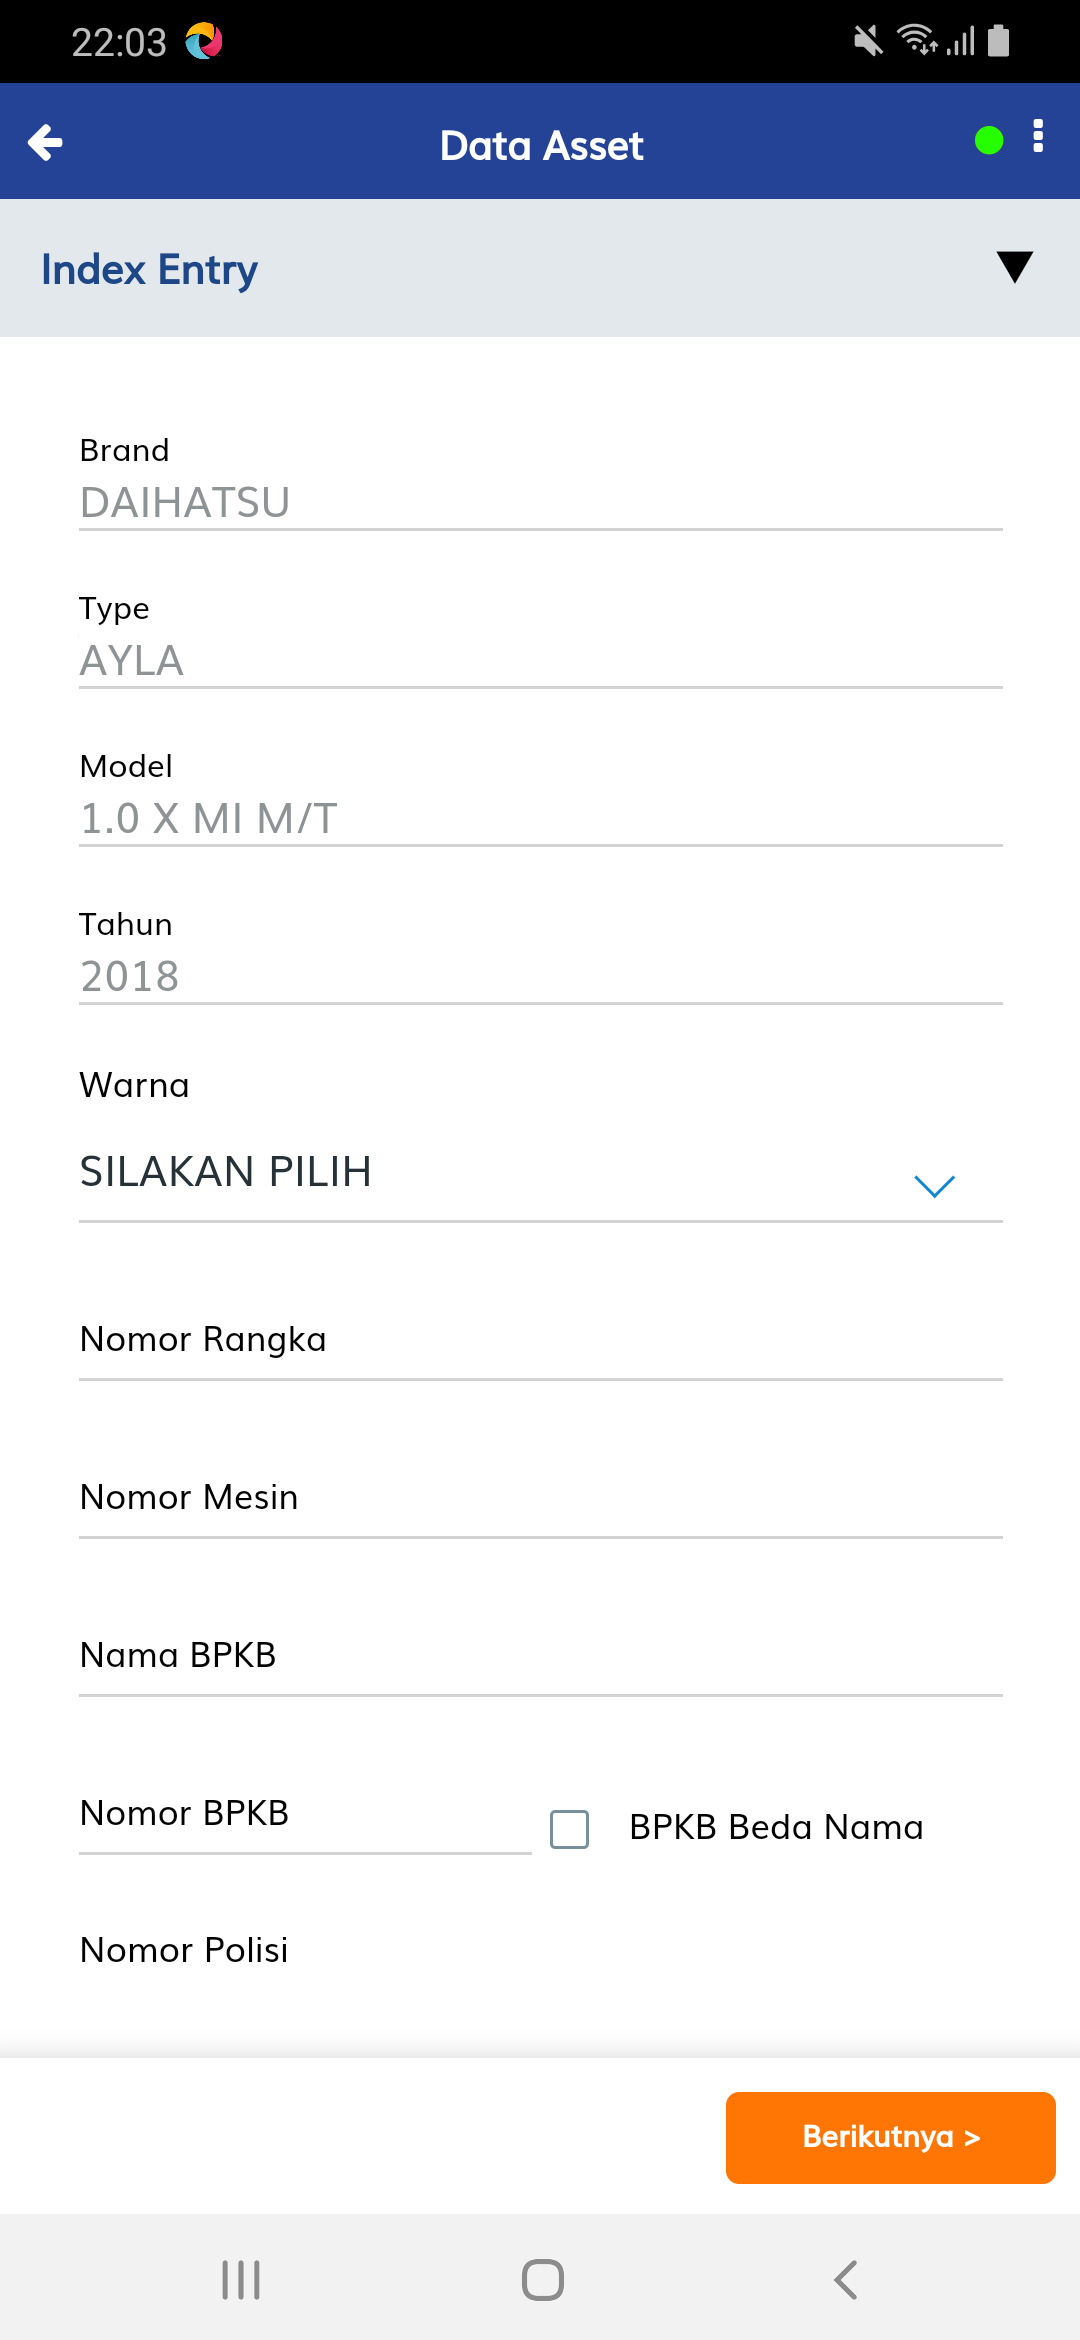 22:03
Data Asset
Index Entry
Brand
DAIHATSU
Type
AYLA
Model
1.0 X MI M/T
Tahun
2018
Warna
SILAKAN PILIH
Nomor Rangka
Nomor Mesin
Nama BPKB
Nomor BPKB
BPKB Beda Nama
Nomor Polisi
Berikutnya >